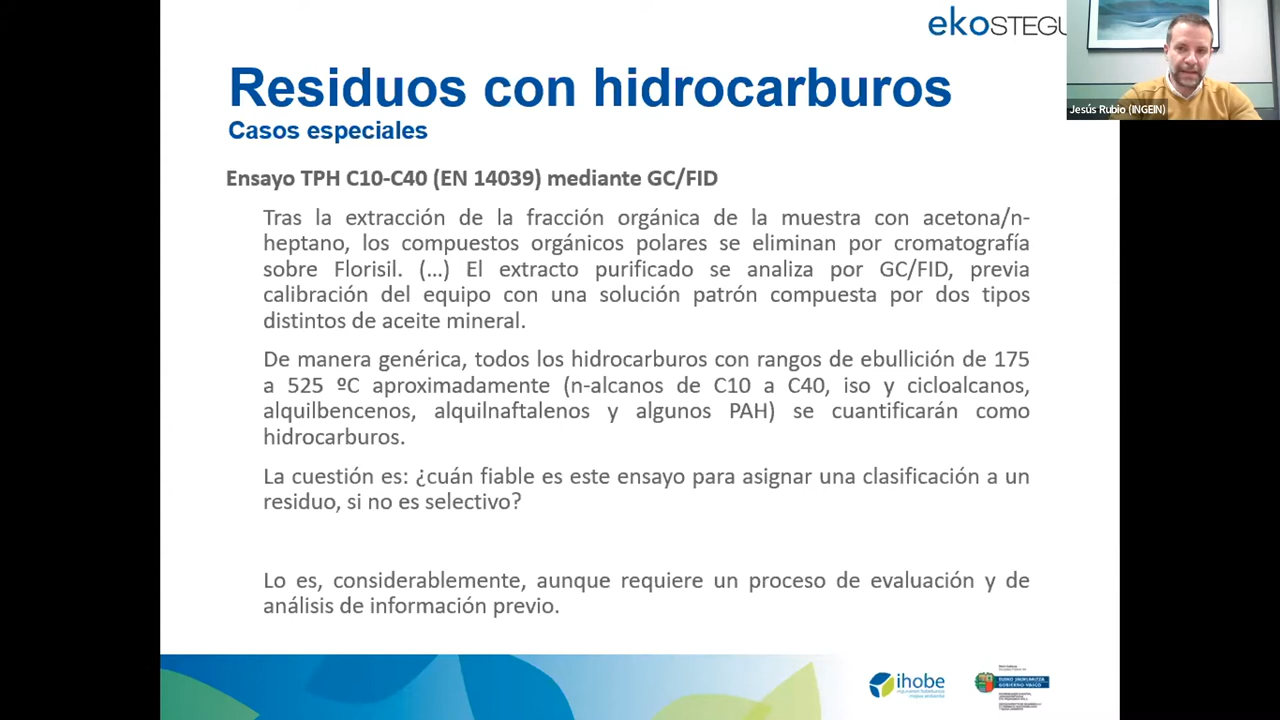 ekOSTEGU
Jesús Rubio (INGEIN)
Residuos con hidrocarburos
Casos especiales
Ensayo TPH C10-C40 (EN 14039) mediante GC/FID
Tras la extracción de la fracción orgánica de la muestra con acetona/n-
heptano, los compuestos orgánicos polares se eliminan por cromatografía
sobre Florisil. (...) El extracto purificado se analiza por GC/FID, previa
calibración del equipo con una solución patrón compuesta por dos tipos
distintos de aceite mineral.
De manera genérica, todos los hidrocarburos con rangos de ebullición de 175
a 525 ºC aproximadamente (n-alcanos de C10 a C40, iso y cicloalcanos,
alquilbencenos, alquilnaftalenos y algunos PAH) se cuantificarán como
hidrocarburos.
La cuestión es: ¿cuán fiable es este ensayo para asignar una clasificación a un
residuo, si no es selectivo?
Lo es, considerablemente, aunque requiere un proceso de evaluación y de
análisis de información previo.
ihobe
EUSKO JAURLARITZA
GOBIERNO VASCO